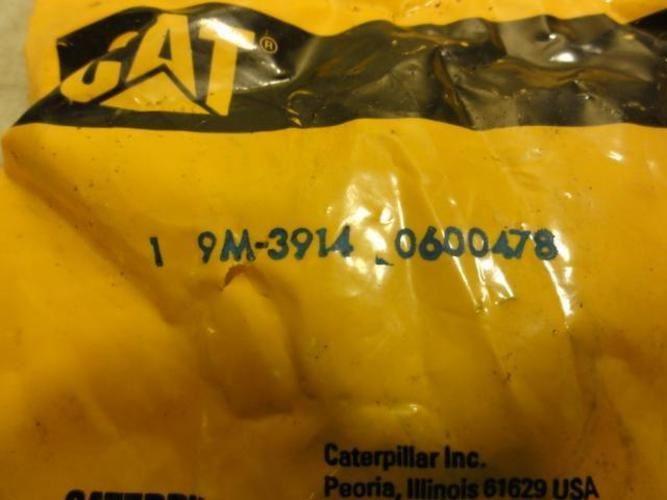 CAT®
1 9M-3914 0600478
Caterpillar Inc.
Peoria, Illinois 61629 USA